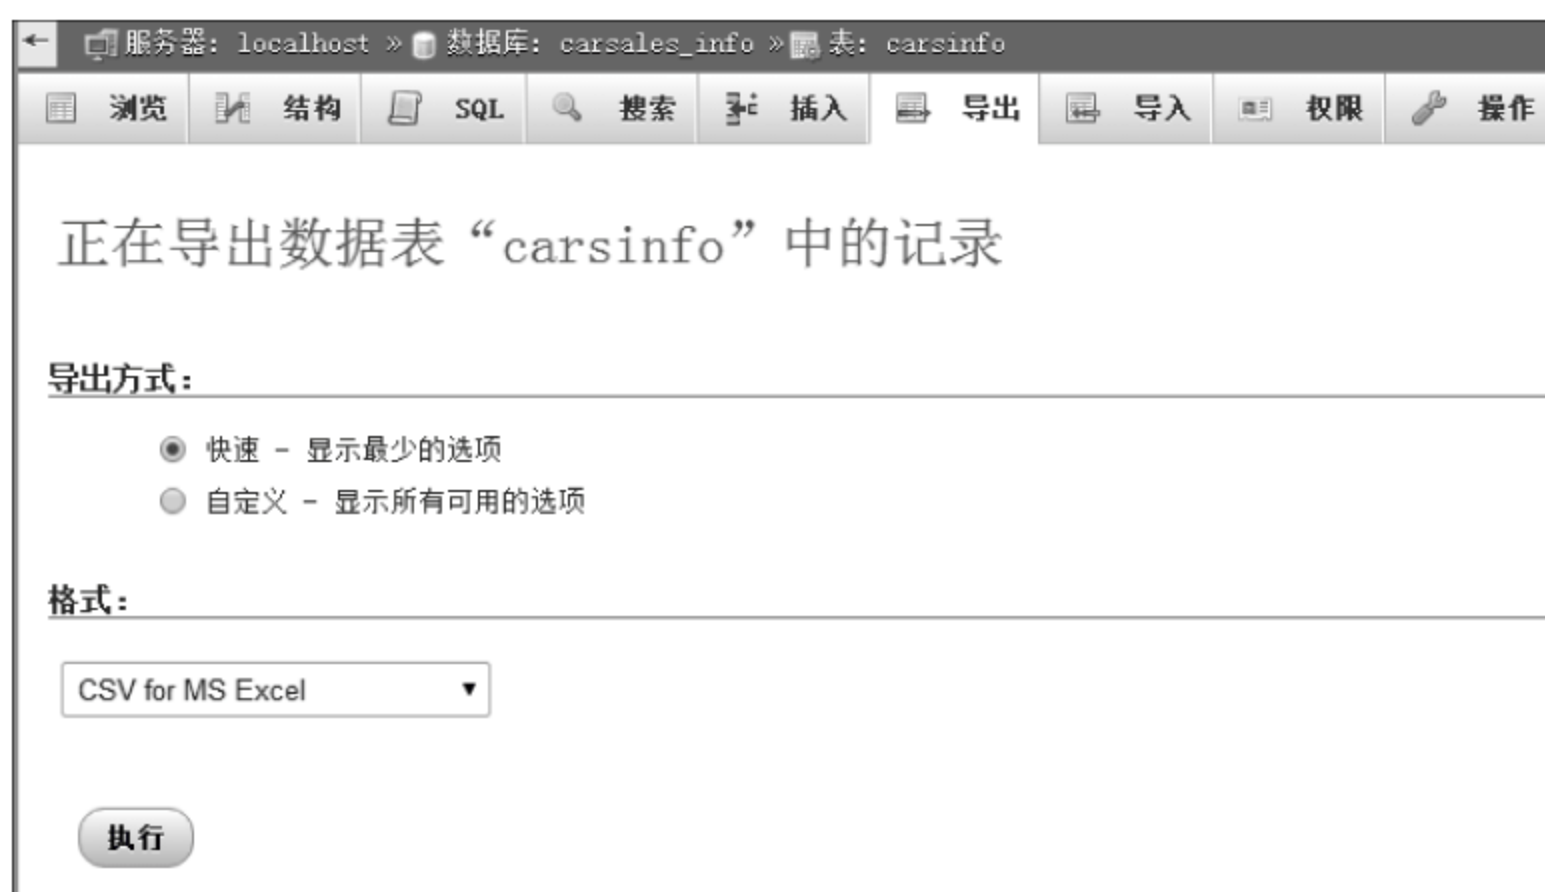 服务器: localhost » 数据库: carsales_info » 表: carsinfo
浏览 结构 SQL 搜索 插入 导出 导入 权限 操作
正在导出数据表“carsinfo”中的记录
导出方式：
快速 - 显示最少的选项
自定义 - 显示所有可用的选项
格式：
CSV for MS Excel
执行